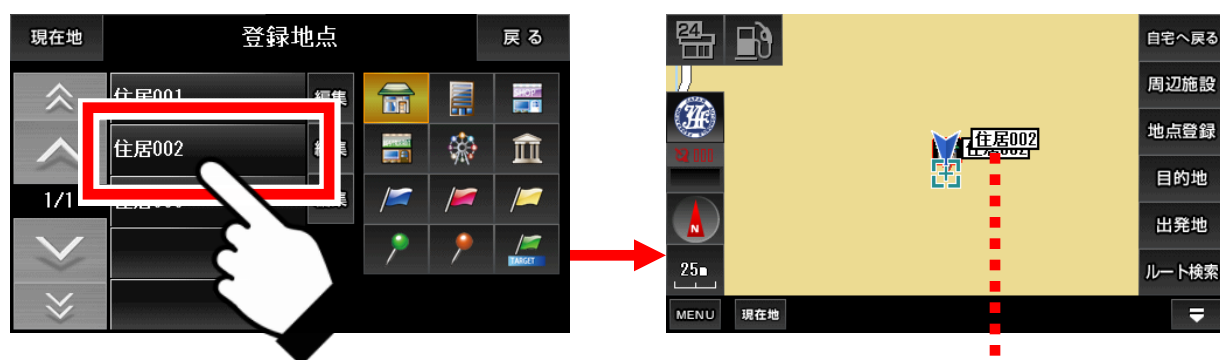 現在地 登録地点 戻る
住居001 編集
住居002 編集
1/1
TARGET
24
自宅へ戻る
周辺施設
地点登録
住居002
目的地
N
出発地
25m
ルート検索
MENU 現在地